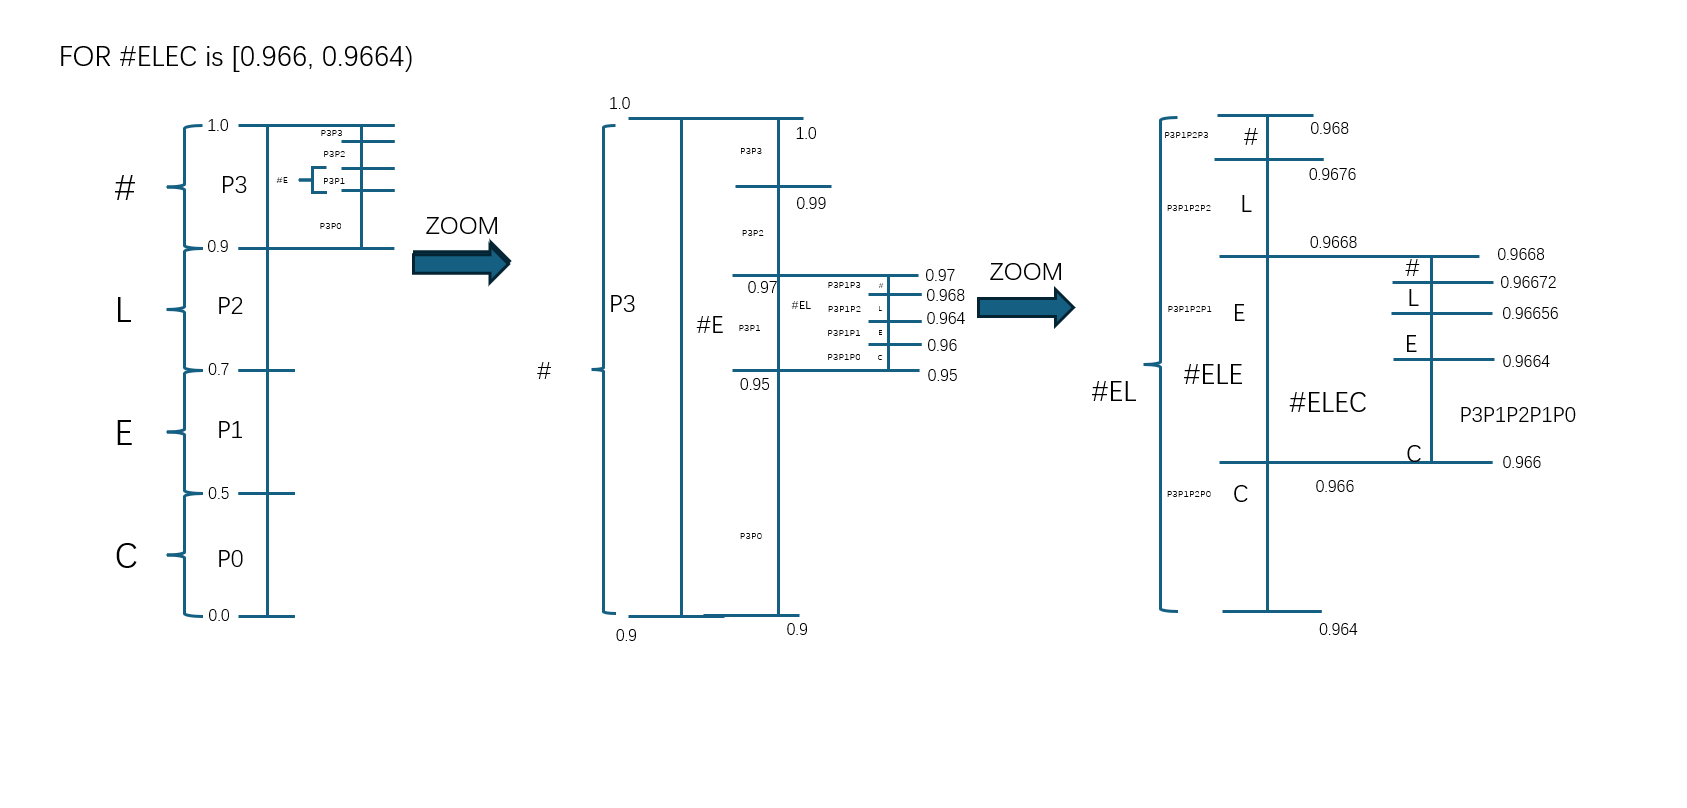 FOR #ELEC is [0.966, 0.9664)
1.0
#
P3
0.9
L
P2
0.7
E
P1
0.5
C
P0
0.0
P3P3
P3P2
#E
P3P1
P3P0
ZOOM
1.0
#
P3
0.9
#E
1.0
P3P3
0.99
P3P2
0.97
P3P1
0.95
P3P0
0.9
#EL
0.97
P3P1P3 #
0.968
P3P1P2 L
0.964
P3P1P1 E
0.96
P3P1P0 C
0.95
ZOOM
#EL
0.968
P3P1P2P3 #
0.9676
P3P1P2P2 L
0.9668
P3P1P2P1 E
#ELE
0.966
P3P1P2P0 C
0.964
#ELEC
0.9668
#
0.96672
L
0.96656
E
0.9664
P3P1P2P1P0
C
0.966